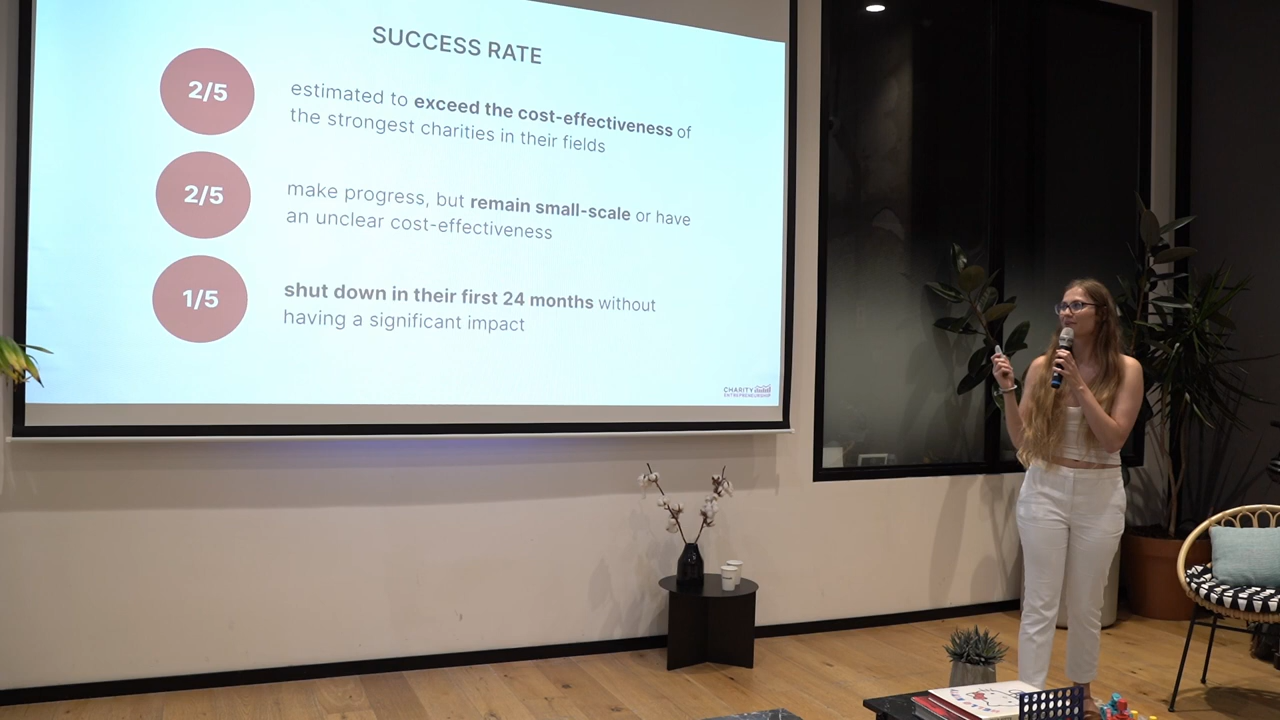 SUCCESS RATE
2/5
estimated to exceed the cost-effectiveness of
the strongest charities in their fields
2/5
make progress, but remain small-scale or have
an unclear cost-effectiveness
1/5
shut down in their first 24 months without
having a significant impact
CHARITY
ENTREPRENEURSHIP